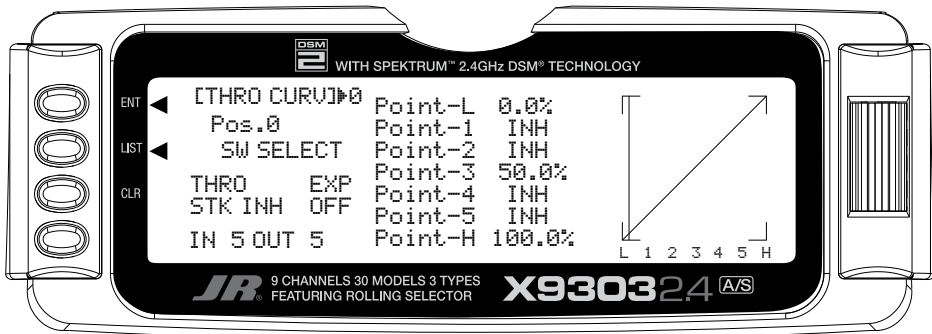 DSM
2
WITH SPEKTRUM™ 2.4GHz DSM® TECHNOLOGY
ENT
LIST
CLR
[THRO CURV]▶0
Pos.0
SW SELECT
THRO EXP
STK INH OFF
IN 5 OUT 5
Point-L 0.0%
Point-1 INH
Point-2 INH
Point-3 50.0%
Point-4 INH
Point-5 INH
Point-H 100.0%
L 1 2 3 4 5 H
JR®
9 CHANNELS 30 MODELS 3 TYPES
FEATURING ROLLING SELECTOR
X9303 2.4 A/S